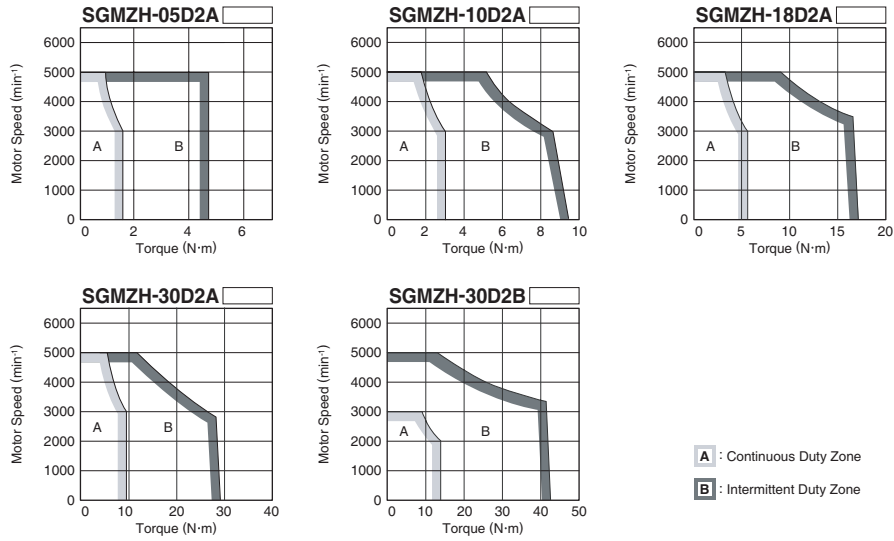 SGMZH-05D2A
Motor Speed (min-1)
6000
5000
4000
3000
2000
1000
0
A
B
0 2 4 6
Torque (N·m)
SGMZH-10D2A
Motor Speed (min-1)
6000
5000
4000
3000
2000
1000
0
A
B
0 2 4 6 8 10
Torque (N·m)
SGMZH-18D2A
Motor Speed (min-1)
6000
5000
4000
3000
2000
1000
0
A
B
0 5 10 15 20
Torque (N·m)
SGMZH-30D2A
Motor Speed (min-1)
6000
5000
4000
3000
2000
1000
0
A
B
0 10 20 30 40
Torque (N·m)
SGMZH-30D2B
Motor Speed (min-1)
6000
5000
4000
3000
2000
1000
0
A
B
0 10 20 30 40 50
Torque (N·m)
A : Continuous Duty Zone
B : Intermittent Duty Zone